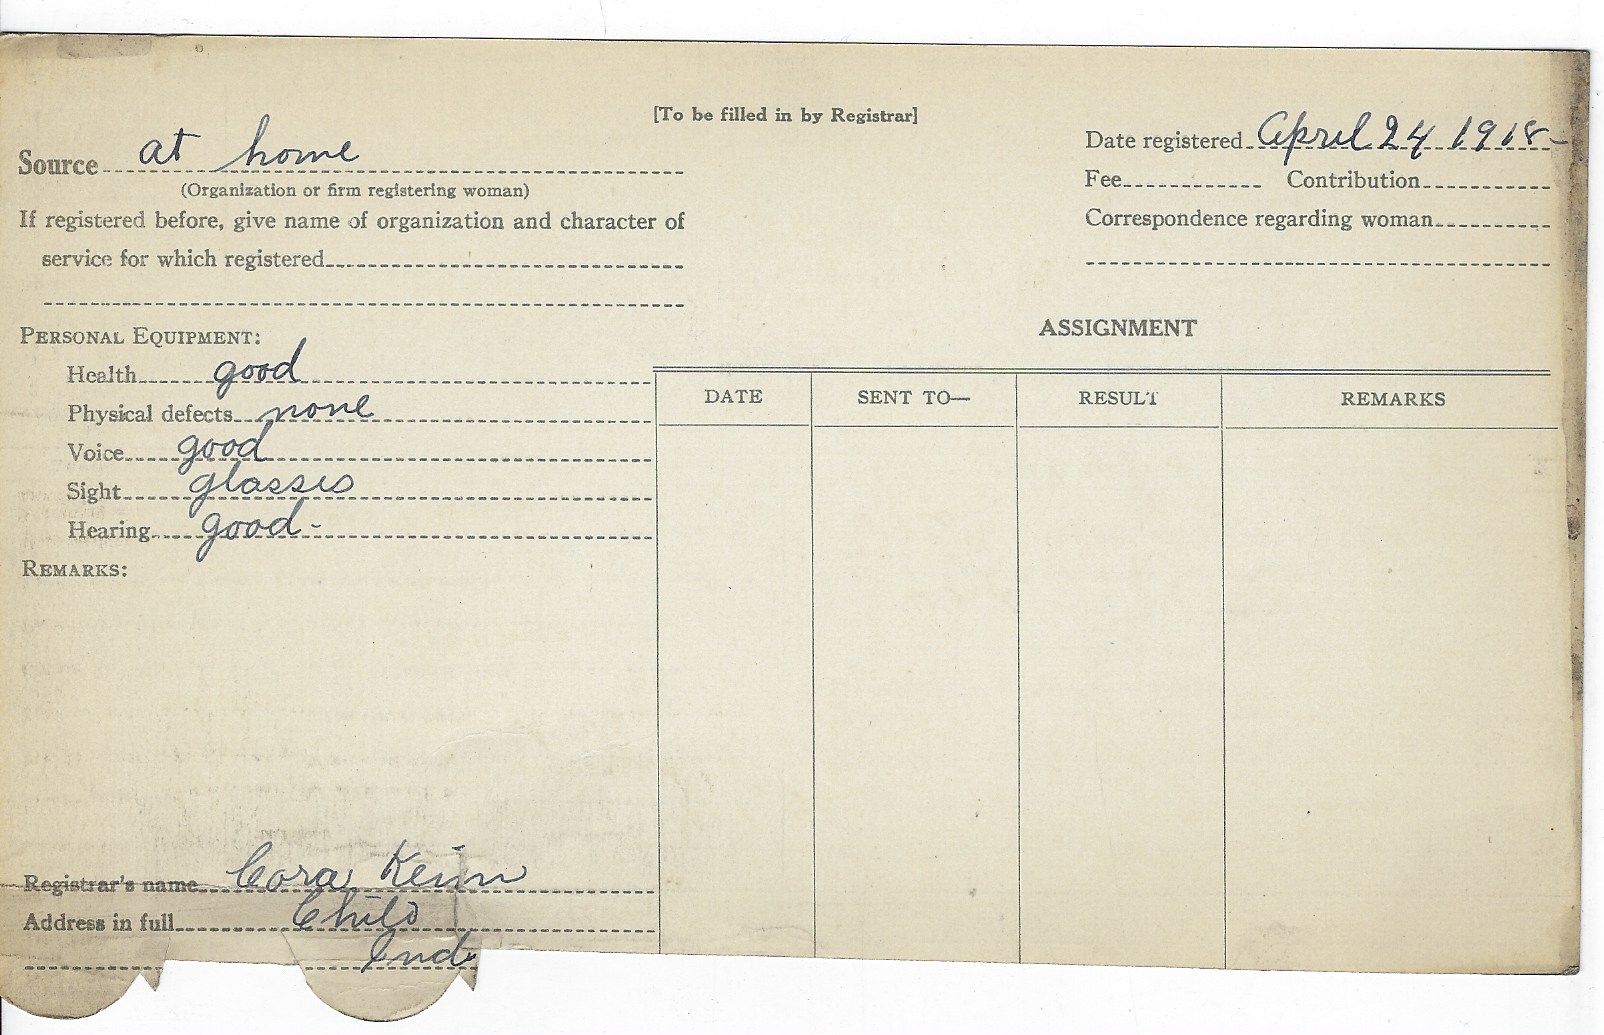 [To be filled in by Registrar]
Source at home
(Organization or firm registering woman)
If registered before, give name of organization and character of
service for which registered
Date registered April 24 1918-
Fee Contribution
Correspondence regarding woman
PERSONAL EQUIPMENT:
Health good
Physical defects none
Voice good
Sight glasses
Hearing good-
REMARKS:
ASSIGNMENT
DATE SENT TO— RESULT REMARKS
Registrar's name Cora Keim
Address in full Chili
Ind.